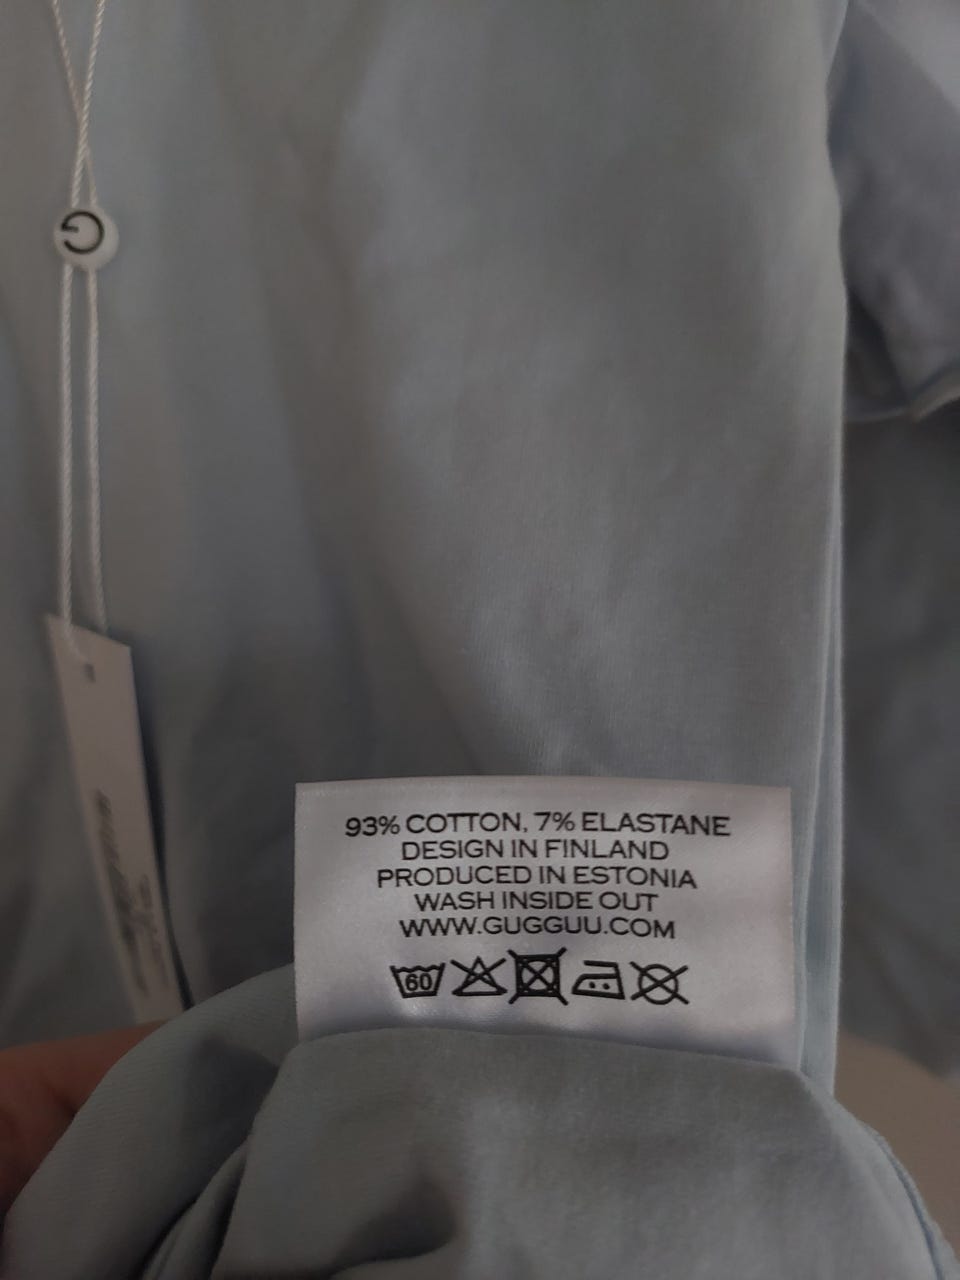 G
93% COTTON, 7% ELASTANE
DESIGN IN FINLAND
PRODUCED IN ESTONIA
WASH INSIDE OUT
WWW.GUGGUU.COM
60